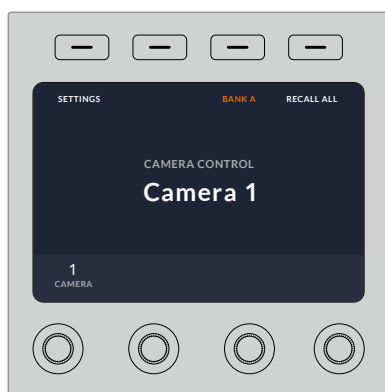 SETTINGS BANK A RECALL ALL
CAMERA CONTROL
Camera 1
1
CAMERA